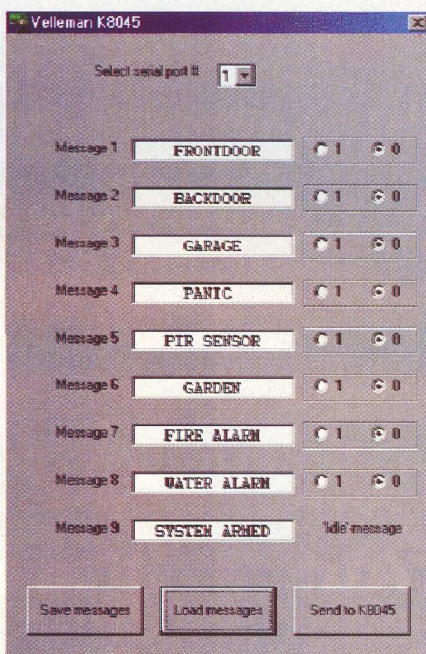 Velleman K8045
Select serial port # 1
Message 1 FRONTDOOR 1 0
Message 2 BACKDOOR 1 0
Message 3 GARAGE 1 0
Message 4 PANIC 1 0
Message 5 PIR SENSOR 1 0
Message 6 GARDEN 1 0
Message 7 FIRE ALARM 1 0
Message 8 WATER ALARM 1 0
Message 9 SYSTEM ARMED 'Idle'-message
Save messages Load messages Send to K8045